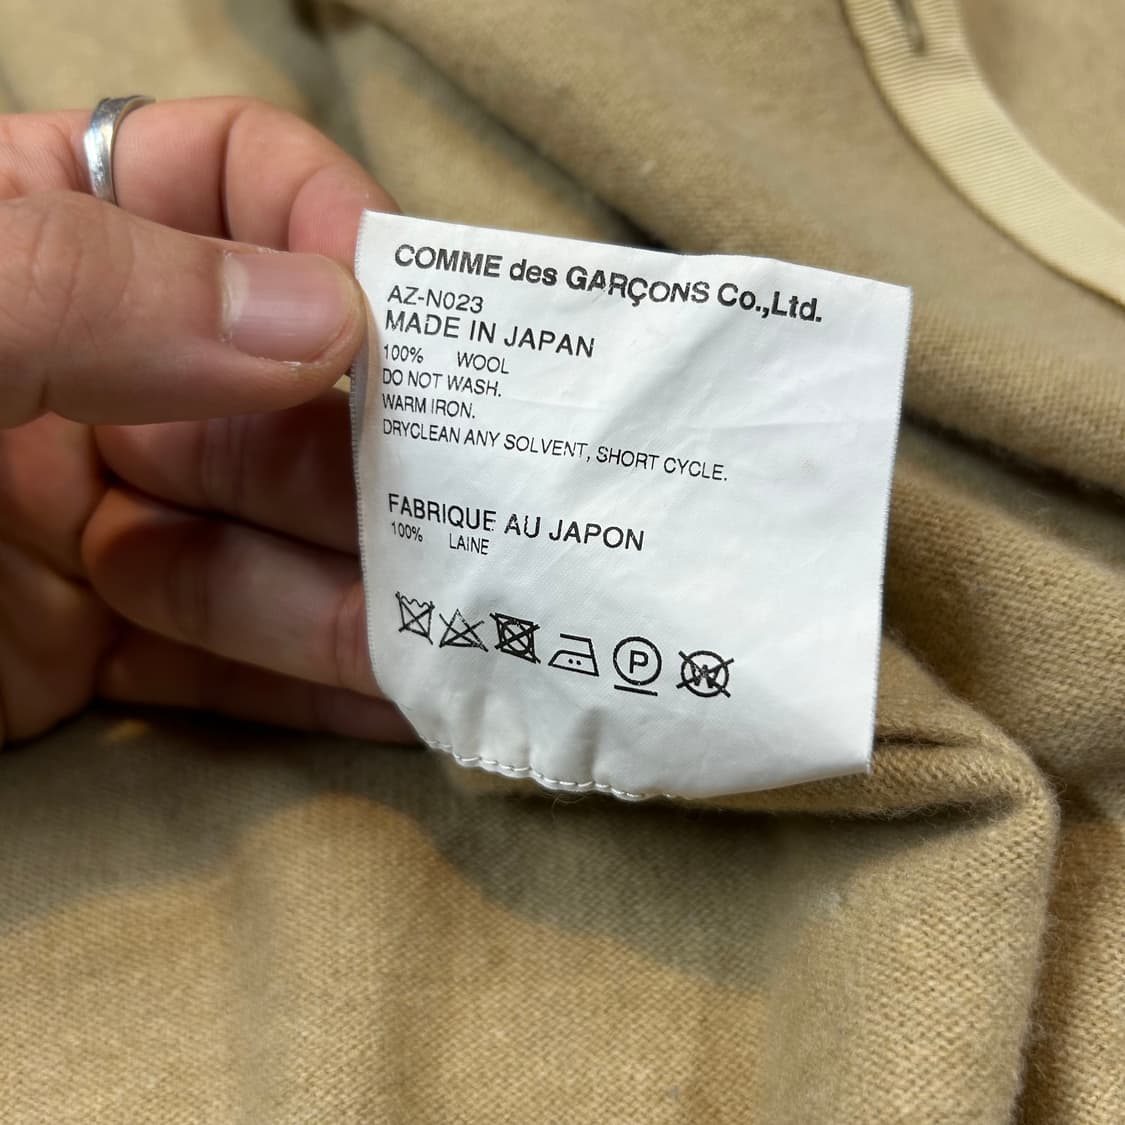 COMME des GARÇONS Co.,Ltd.
AZ-N023
MADE IN JAPAN
100% WOOL
DO NOT WASH.
WARM IRON.
DRYCLEAN ANY SOLVENT, SHORT CYCLE.
FABRIQUE AU JAPON
100% LAINE
P W